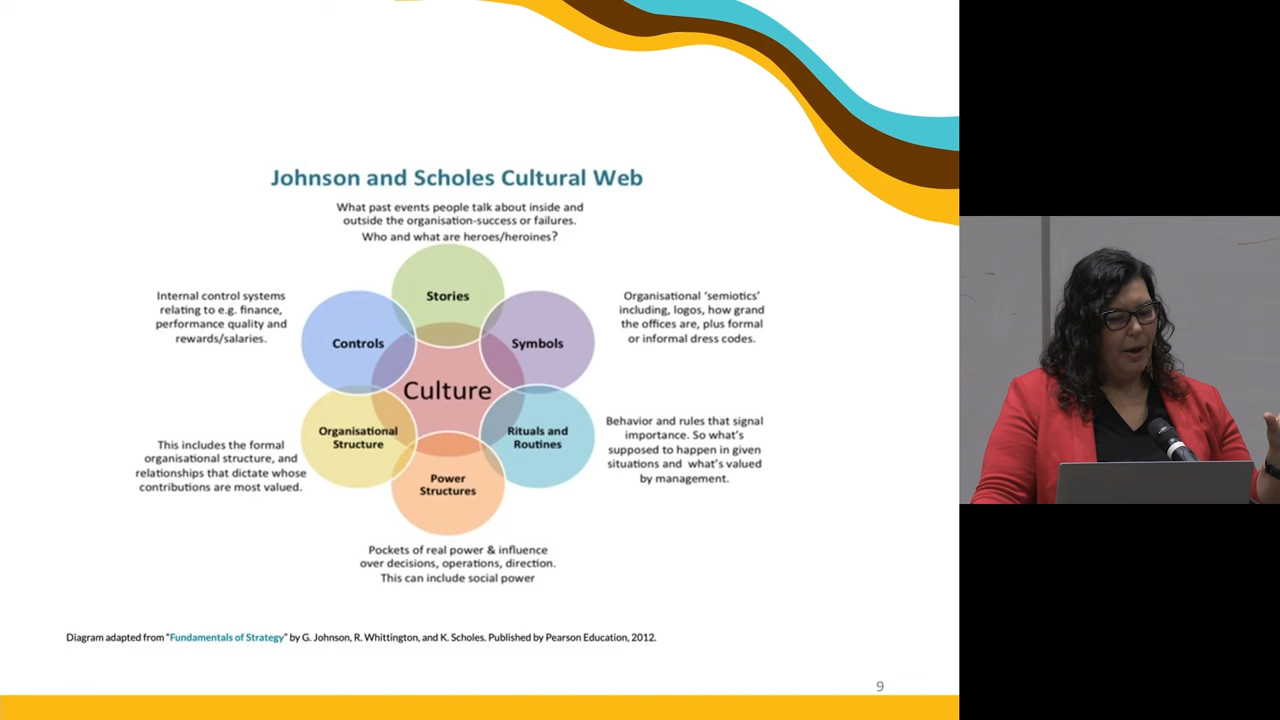 Johnson and Scholes Cultural Web
What past events people talk about inside and
outside the organisation-success or failures.
Who and what are heroes/heroines?
Stories
Internal control systems
relating to e.g. finance,
performance quality and
rewards/salaries.
Controls
Symbols
Organisational ‘semiotics’
including, logos, how grand
the offices are, plus formal
or informal dress codes.
Culture
This includes the formal
organisational structure, and
relationships that dictate whose
contributions are most valued.
Organisational
Structure
Rituals and
Routines
Behavior and rules that signal
importance. So what’s
supposed to happen in given
situations and what’s valued
by management.
Power
Structures
Pockets of real power & influence
over decisions, operations, direction.
This can include social power
Diagram adapted from “Fundamentals of Strategy” by G. Johnson, R. Whittington, and K. Scholes. Published by Pearson Education, 2012.
9